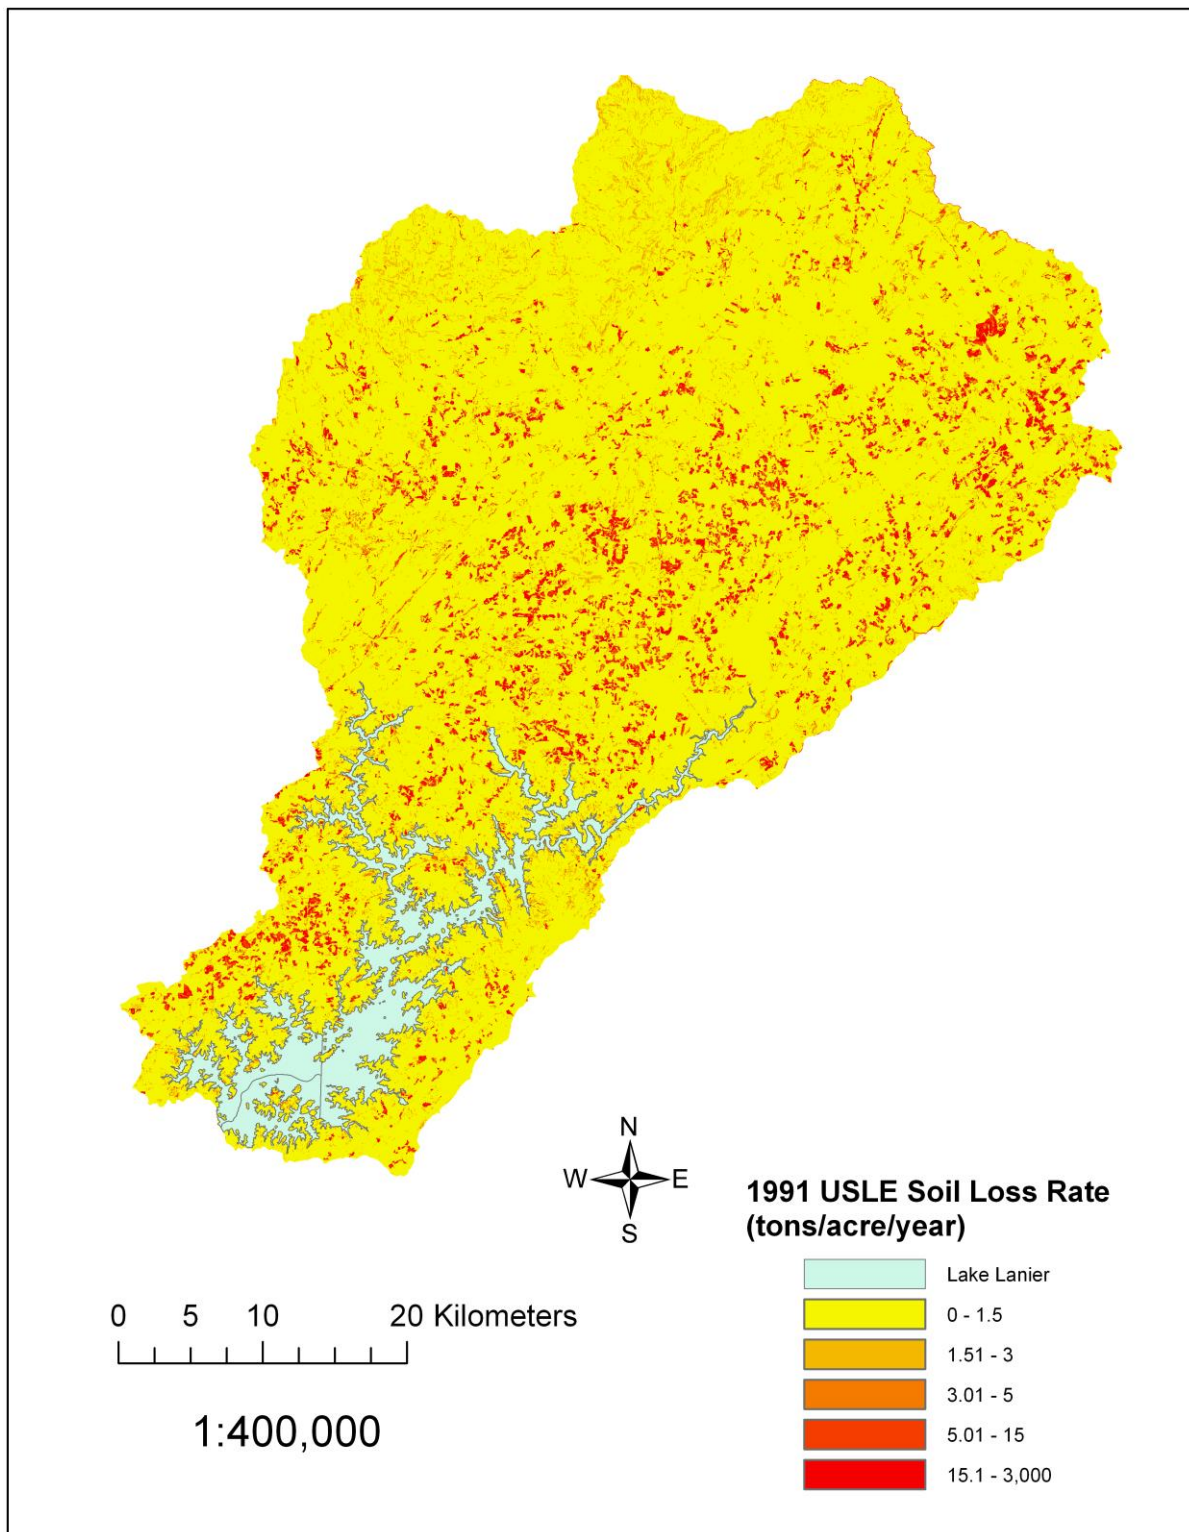 N
W E
S
1991 USLE Soil Loss Rate
(tons/acre/year)
Lake Lanier
0 - 1.5
1.51 - 3
3.01 - 5
5.01 - 15
15.1 - 3,000
0 5 10 20 Kilometers
1:400,000